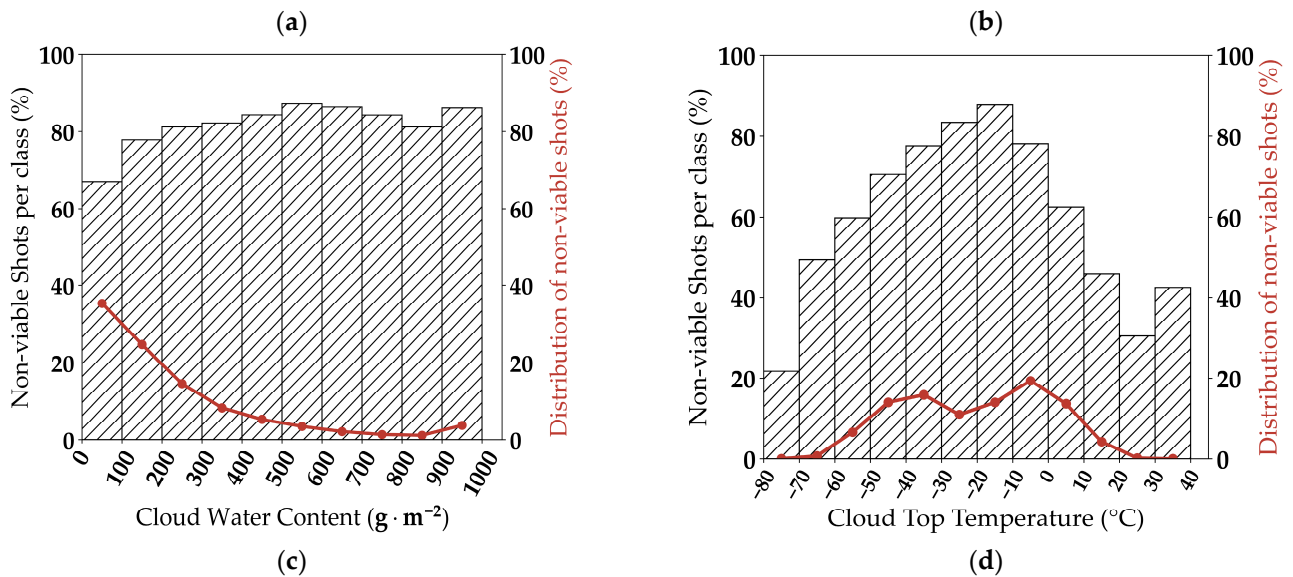 (a)
(b)
Non-viable Shots per class (%)
100
80
60
40
20
0
100
80
60
40
20
0
Distribution of non-viable shots (%)
0 100 200 300 400 500 600 700 800 900 1000
Cloud Water Content (g · m⁻²)
(c)
Non-viable Shots per class (%)
100
80
60
40
20
0
100
80
60
40
20
0
Distribution of non-viable shots (%)
−80 −70 −60 −50 −40 −30 −20 −10 0 10 20 30 40
Cloud Top Temperature (°C)
(d)